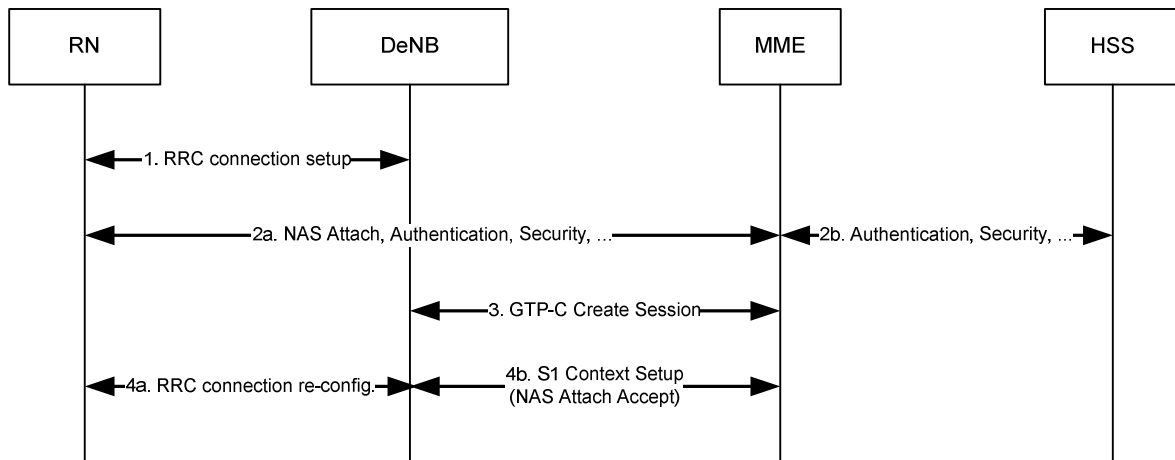 RN
DeNB
MME
HSS
1. RRC connection setup
2a. NAS Attach, Authentication, Security, ...
2b. Authentication, Security, ...
3. GTP-C Create Session
4a. RRC connection re-config.
4b. S1 Context Setup
(NAS Attach Accept)